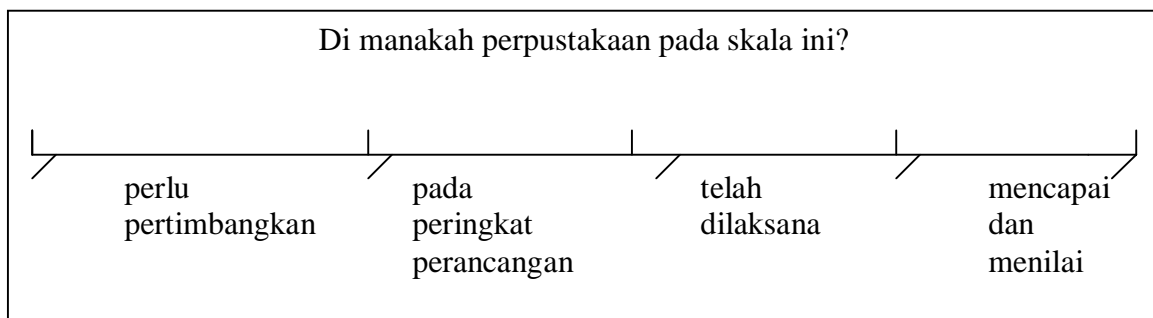 Di manakah perpustakaan pada skala ini?
perlu
pertimbangkan
pada
peringkat
perancangan
telah
dilaksana
mencapai
dan
menilai